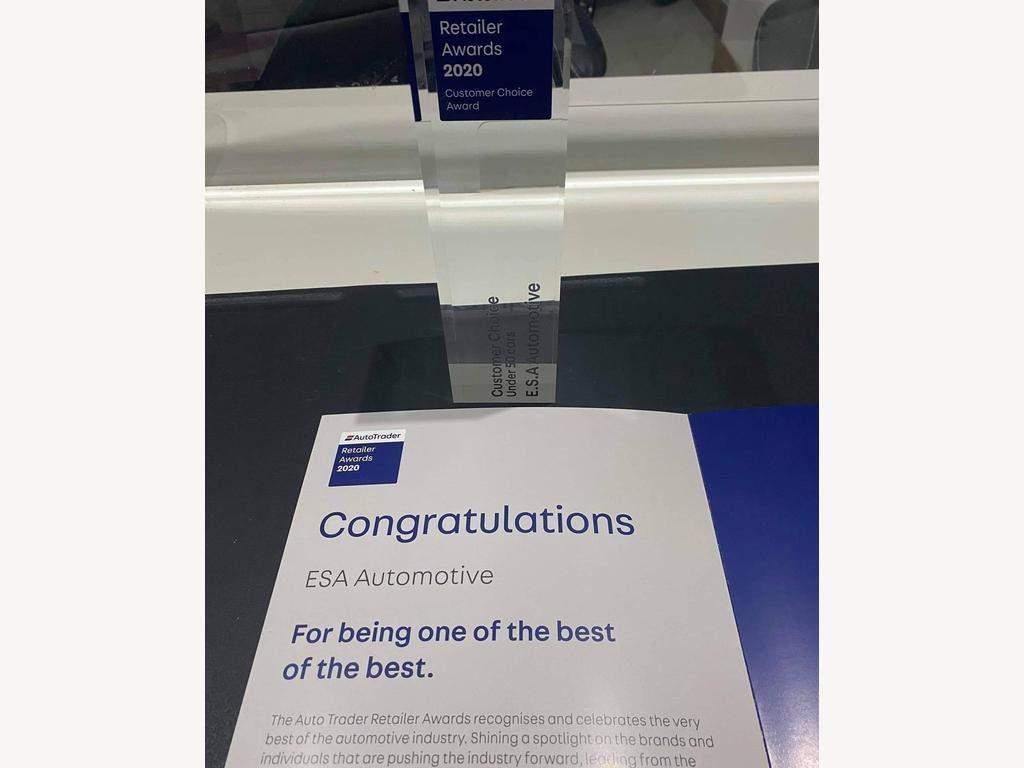 Retailer
Awards
2020
Customer Choice
Award
Customer Choice
Under 50 cars
E.S.A Automotive
AutoTrader
Retailer
Awards
2020
Congratulations
ESA Automotive
For being one of the best
of the best.
The Auto Trader Retailer Awards recognises and celebrates the very
best of the automotive industry. Shining a spotlight on the brands and
individuals that are pushing the industry forward, leading from the